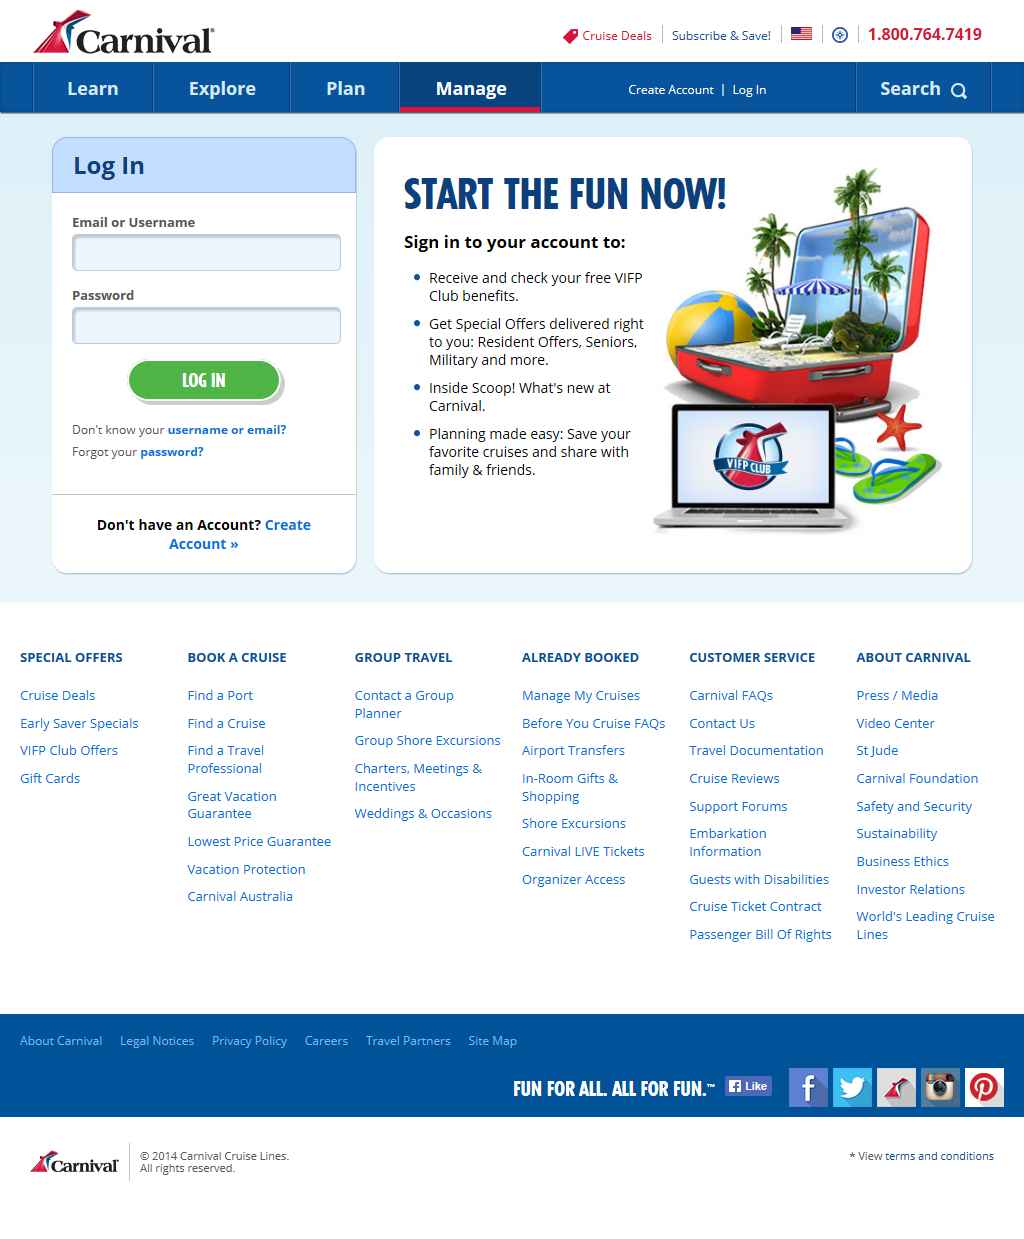 Carnival®
Cruise Deals
Subscribe & Save!
1.800.764.7419
Learn
Explore
Plan
Manage
Create Account | Log In
Search
Log In
Email or Username
Password
LOG IN
Don't know your username or email?
Forgot your password?
Don't have an Account? Create
Account »
START THE FUN NOW!
Sign in to your account to:
Receive and check your free VIFP
Club benefits.
Get Special Offers delivered right
to you: Resident Offers, Seniors,
Military and more.
Inside Scoop! What's new at
Carnival.
Planning made easy: Save your
favorite cruises and share with
family & friends.
VIFP CLUB
SPECIAL OFFERS
Cruise Deals
Early Saver Specials
VIFP Club Offers
Gift Cards
BOOK A CRUISE
Find a Port
Find a Cruise
Find a Travel
Professional
Great Vacation
Guarantee
Lowest Price Guarantee
Vacation Protection
Carnival Australia
GROUP TRAVEL
Contact a Group
Planner
Group Shore Excursions
Charters, Meetings &
Incentives
Weddings & Occasions
ALREADY BOOKED
Manage My Cruises
Before You Cruise FAQs
Airport Transfers
In-Room Gifts &
Shopping
Shore Excursions
Carnival LIVE Tickets
Organizer Access
CUSTOMER SERVICE
Carnival FAQs
Contact Us
Travel Documentation
Cruise Reviews
Support Forums
Embarkation
Information
Guests with Disabilities
Cruise Ticket Contract
Passenger Bill Of Rights
ABOUT CARNIVAL
Press / Media
Video Center
St Jude
Carnival Foundation
Safety and Security
Sustainability
Business Ethics
Investor Relations
World's Leading Cruise
Lines
About Carnival
Legal Notices
Privacy Policy
Careers
Travel Partners
Site Map
FUN FOR ALL. ALL FOR FUN.™
Like
Carnival
© 2014 Carnival Cruise Lines.
All rights reserved.
* View terms and conditions